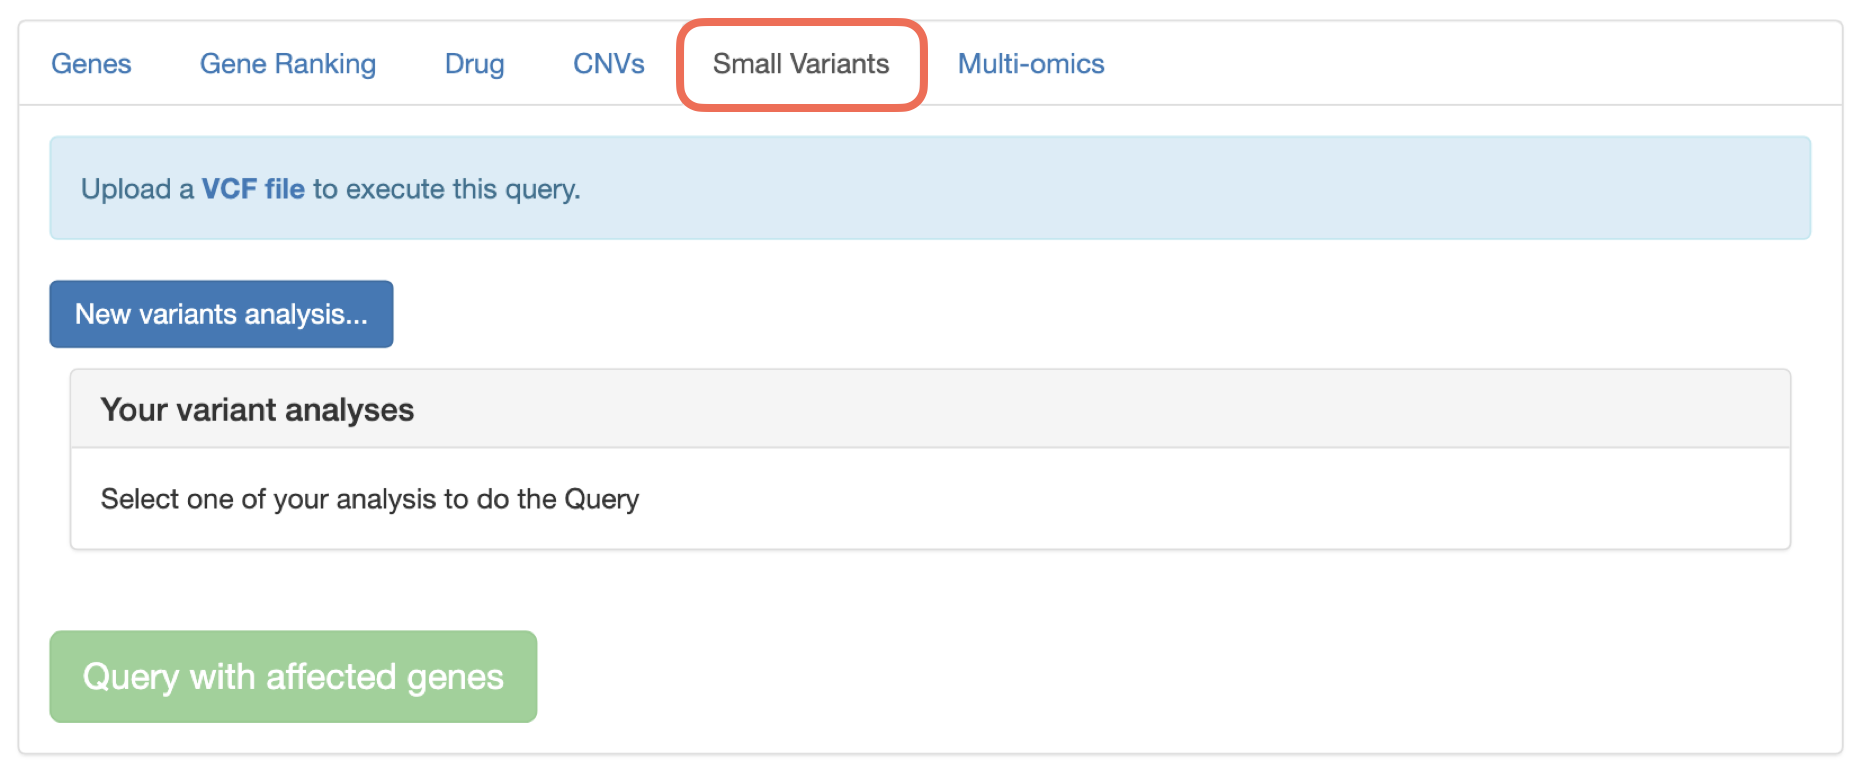 Genes Gene Ranking Drug CNVs Small Variants Multi-omics
Upload a VCF file to execute this query.
New variants analysis...
Your variant analyses
Select one of your analysis to do the Query
Query with affected genes